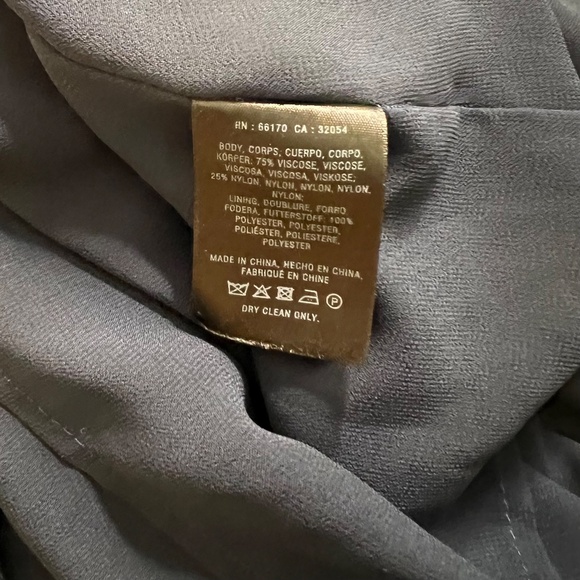 RN : 66170 CA : 32054
BODY, CORPS, CUERPO, CORPO,
KÖRPER: 75% VISCOSE, VISCOSE,
VISCOSA, VISCOSA, VISKOSE;
25% NYLON, NYLON, NYLON, NYLON,
NYLON;
LINING, DOUBLURE, FORRO
FODERA, FUTTERSTOFF: 100%
POLYESTER, POLYESTER,
POLIÉSTER, POLIESTERE,
POLYESTER
MADE IN CHINA, HECHO EN CHINA,
FABRIQUÉ EN CHINE
P
DRY CLEAN ONLY.